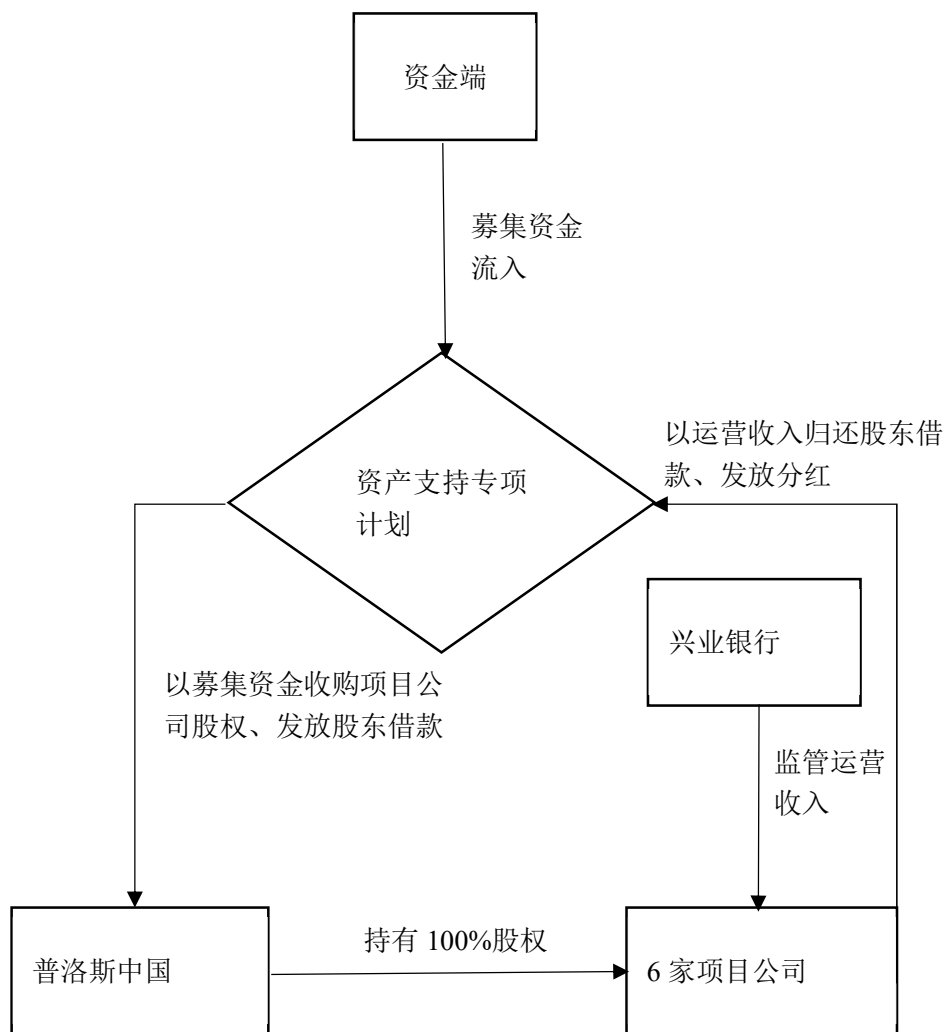 资金端
募集资金
流入
以运营收入归还股东借
款、发放分红
资产支持专项
计划
兴业银行
以募集资金收购项目公
司股权、发放股东借款
监管运营
收入
持有 100%股权
普洛斯中国
6 家项目公司